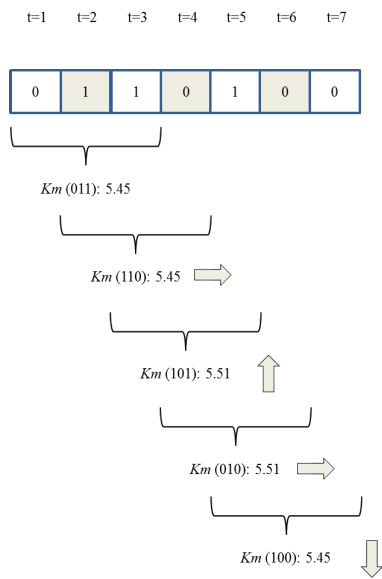 t=1 t=2 t=3 t=4 t=5 t=6 t=7
0 1 1 0 1 0 0
Km (011): 5.45
Km (110): 5.45
Km (101): 5.51
Km (010): 5.51
Km (100): 5.45